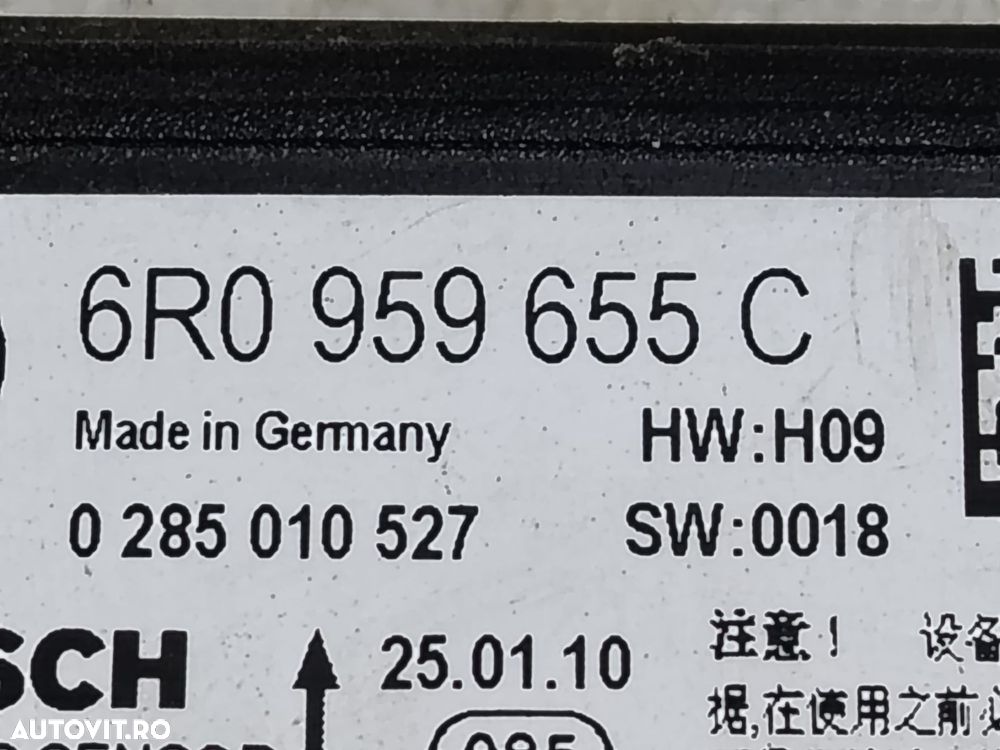 6R0 959 655 C
Made in Germany HW:H09
0 285 010 527 SW:0018
SCH 25.01.10 注意！ 设备
据,在使用之前
AUTOVIT.RO